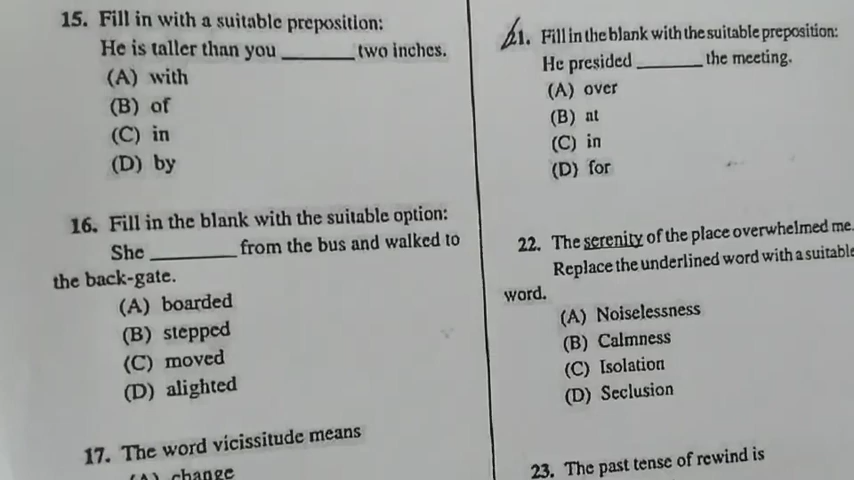 15. Fill in with a suitable preposition:
He is taller than you ________ two inches.
(A) with
(B) of
(C) in
(D) by
16. Fill in the blank with the suitable option:
She ________ from the bus and walked to
the back-gate.
(A) boarded
(B) stepped
(C) moved
(D) alighted
17. The word vicissitude means
(A) change
21. Fill in the blank with the suitable preposition:
He presided ________ the meeting.
(A) over
(B) at
(C) in
(D) for
22. The serenity of the place overwhelmed me.
Replace the underlined word with a suitable
word.
(A) Noiselessness
(B) Calmness
(C) Isolation
(D) Seclusion
23. The past tense of rewind is